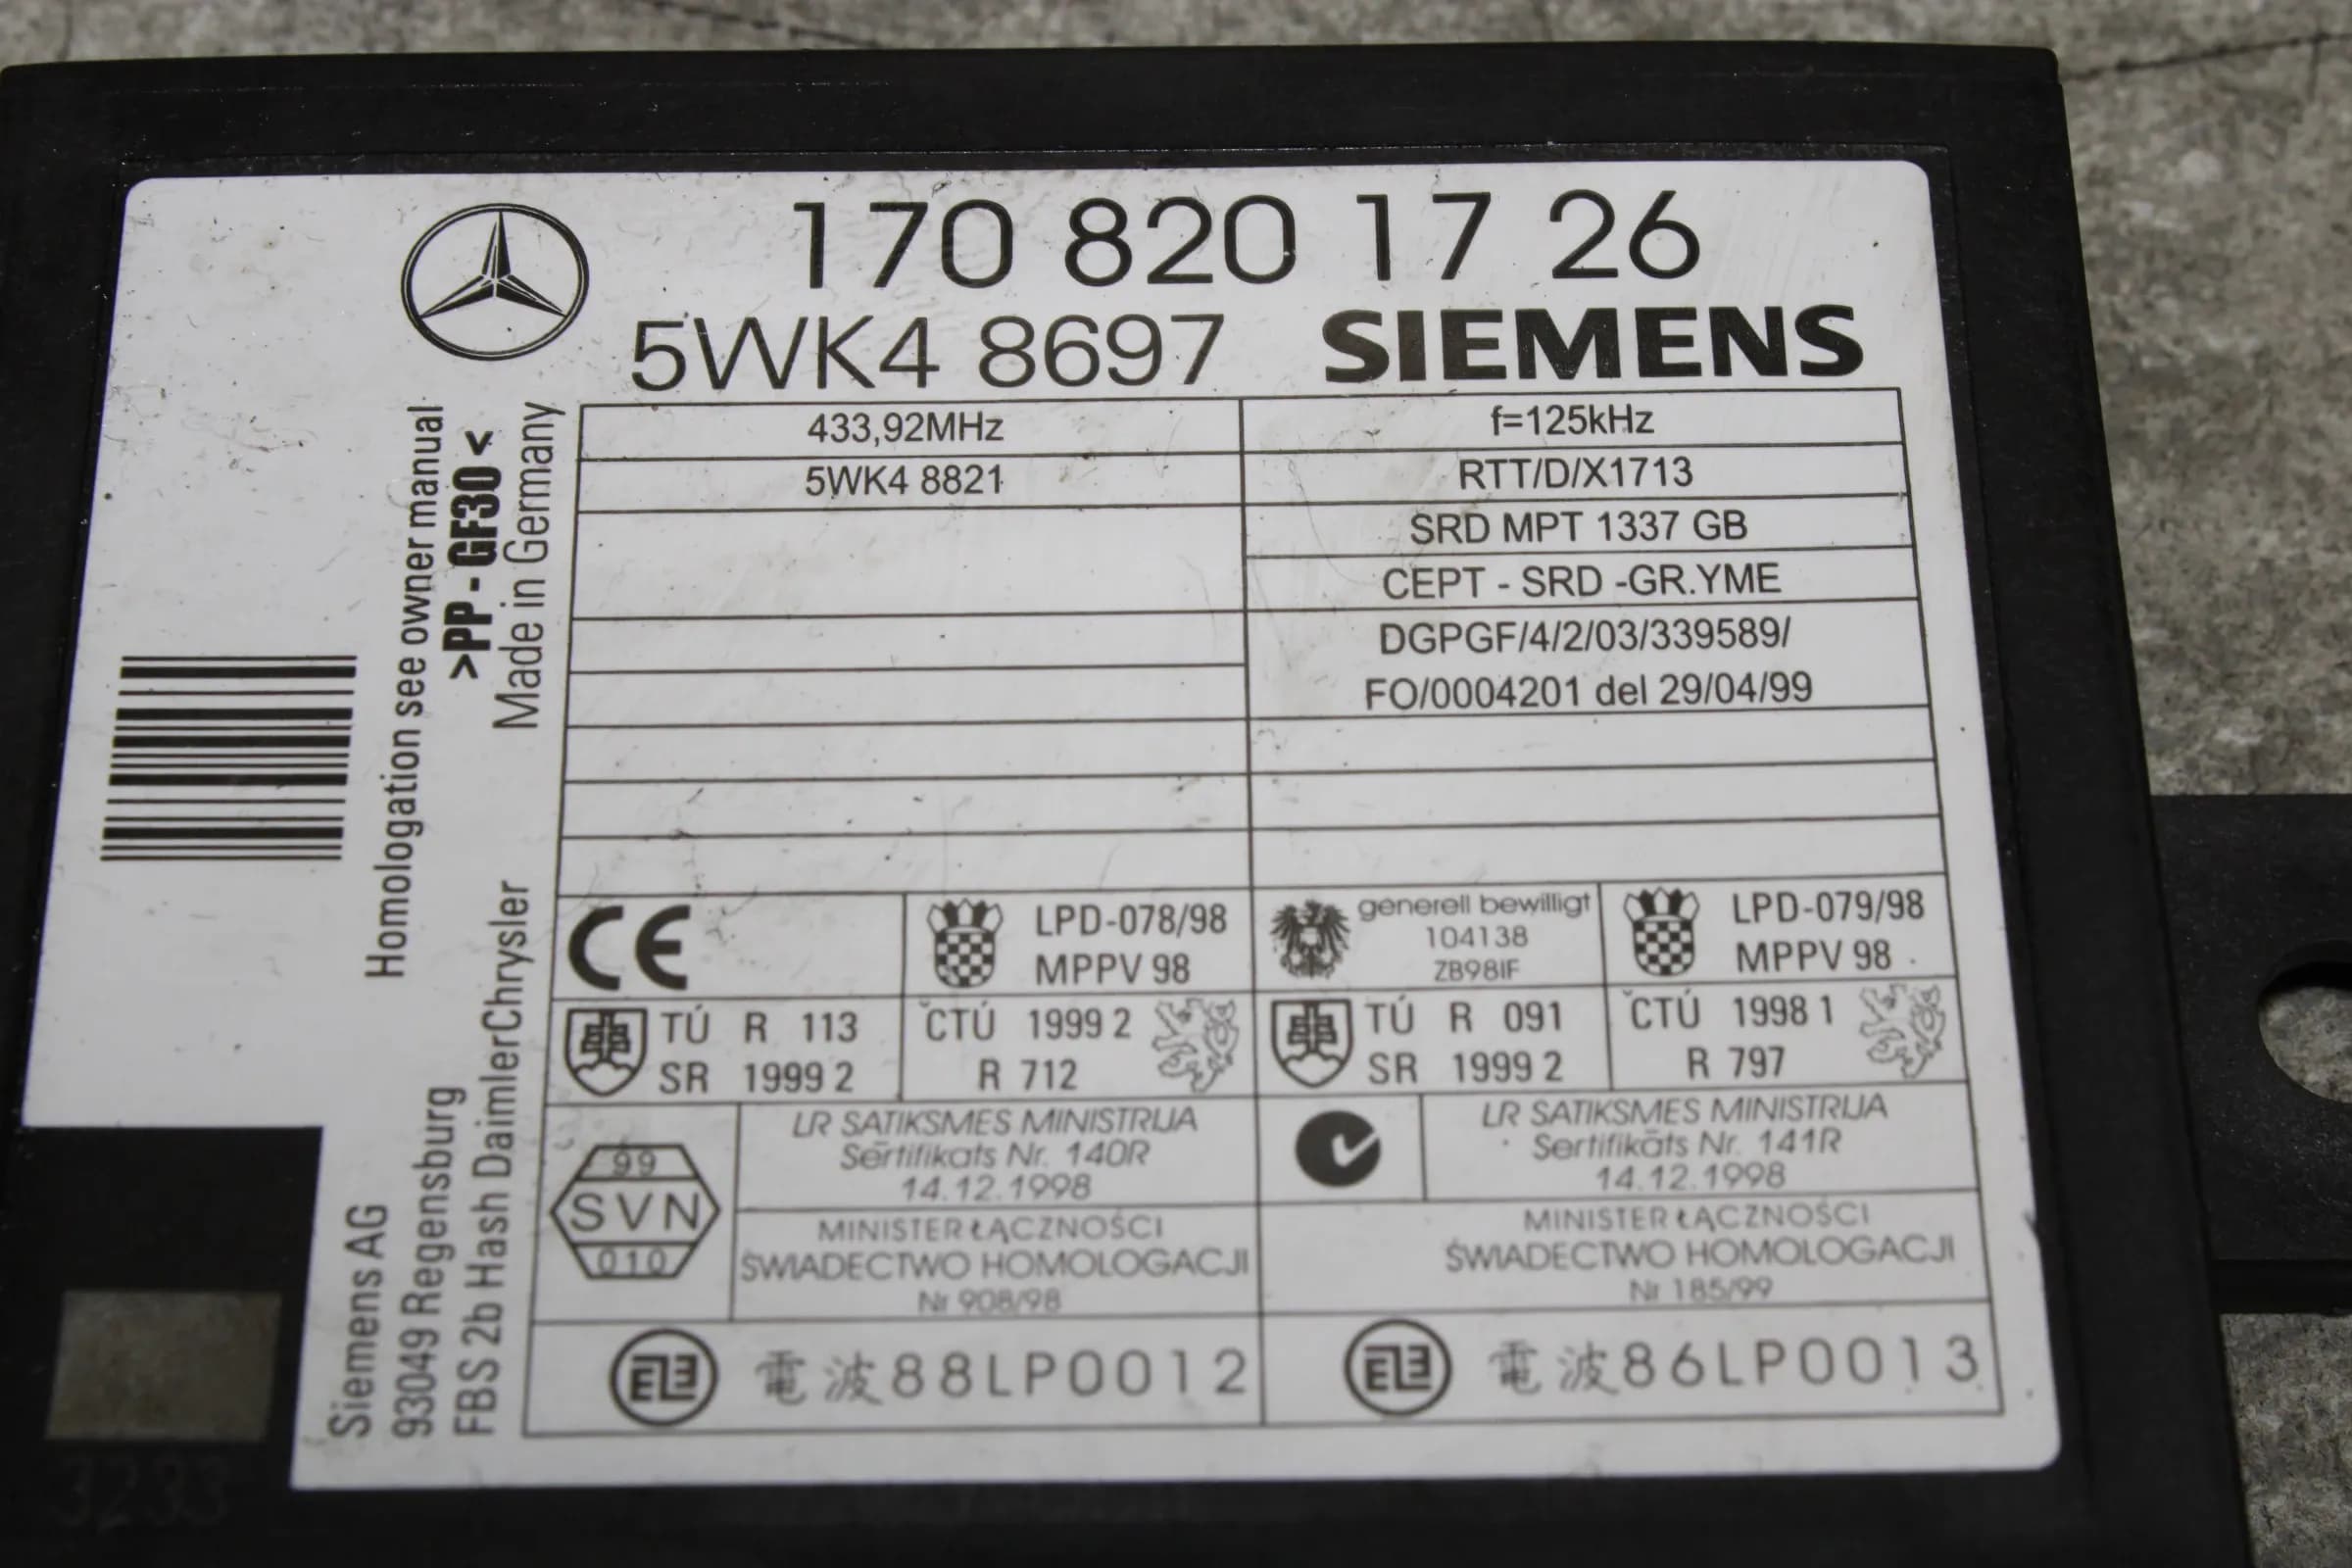 170 820 17 26
5WK4 8697 SIEMENS
433,92MHz
f=125kHz
5WK4 8821
RTT/D/X1713
SRD MPT 1337 GB
CEPT - SRD -GR.YME
DGPGF/4/2/03/339589/
FO/0004201 del 29/04/99
Homologation see owner manual
>PP - GF30 <
Made in Germany
Siemens AG
93049 Regensburg
FBS 2b Hash DaimlerChrysler
CE
LPD-078/98
MPPV 98
generell bewilligt
104138
ZB98IF
LPD-079/98
MPPV 98
TÚ R 113
SR 1999 2
ČTÚ 1999 2
R 712
TÚ R 091
SR 1999 2
ČTÚ 1998 1
R 797
99
SVN
010
LR SATIKSMES MINISTRIJA
Sērtifikats Nr. 140R
14.12.1998
LR SATIKSMES MINISTRIJA
Sertifikāts Nr. 141R
14.12.1998
MINISTER ŁĄCZNOŚCI
ŚWIADECTWO HOMOLOGACJI
Nr 908/98
MINISTER ŁĄCZNOŚCI
ŚWIADECTWO HOMOLOGACJI
Nr 185/99
電波88LP0012
電波86LP0013
3233